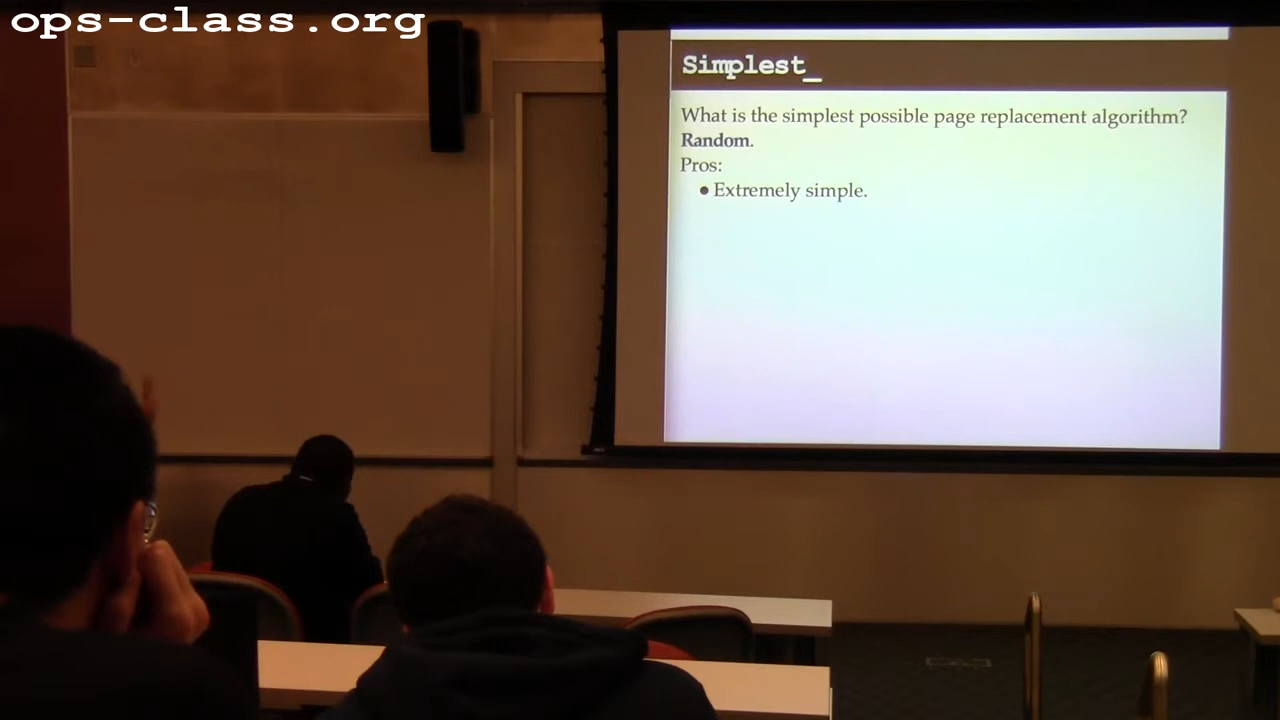 ops-class.org
Simplest_
What is the simplest possible page replacement algorithm?
Random.
Pros:
● Extremely simple.